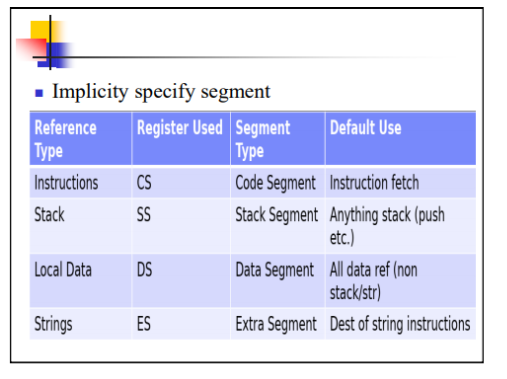 Implicity specify segment
Reference Type Register Used Segment Type Default Use
Instructions CS Code Segment Instruction fetch
Stack SS Stack Segment Anything stack (push etc.)
Local Data DS Data Segment All data ref (non stack/str)
Strings ES Extra Segment Dest of string instructions